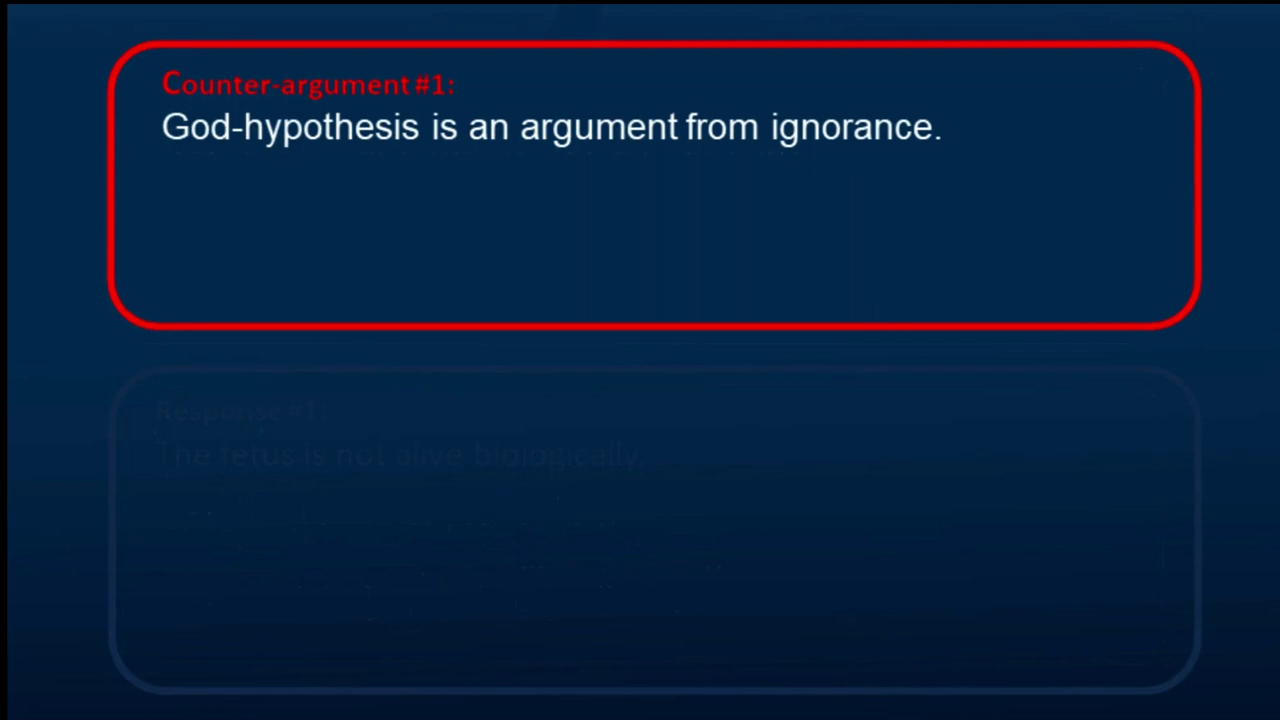 Counter-argument #1:
God-hypothesis is an argument from ignorance.
Response #1:
The fetus is not alive biologically.